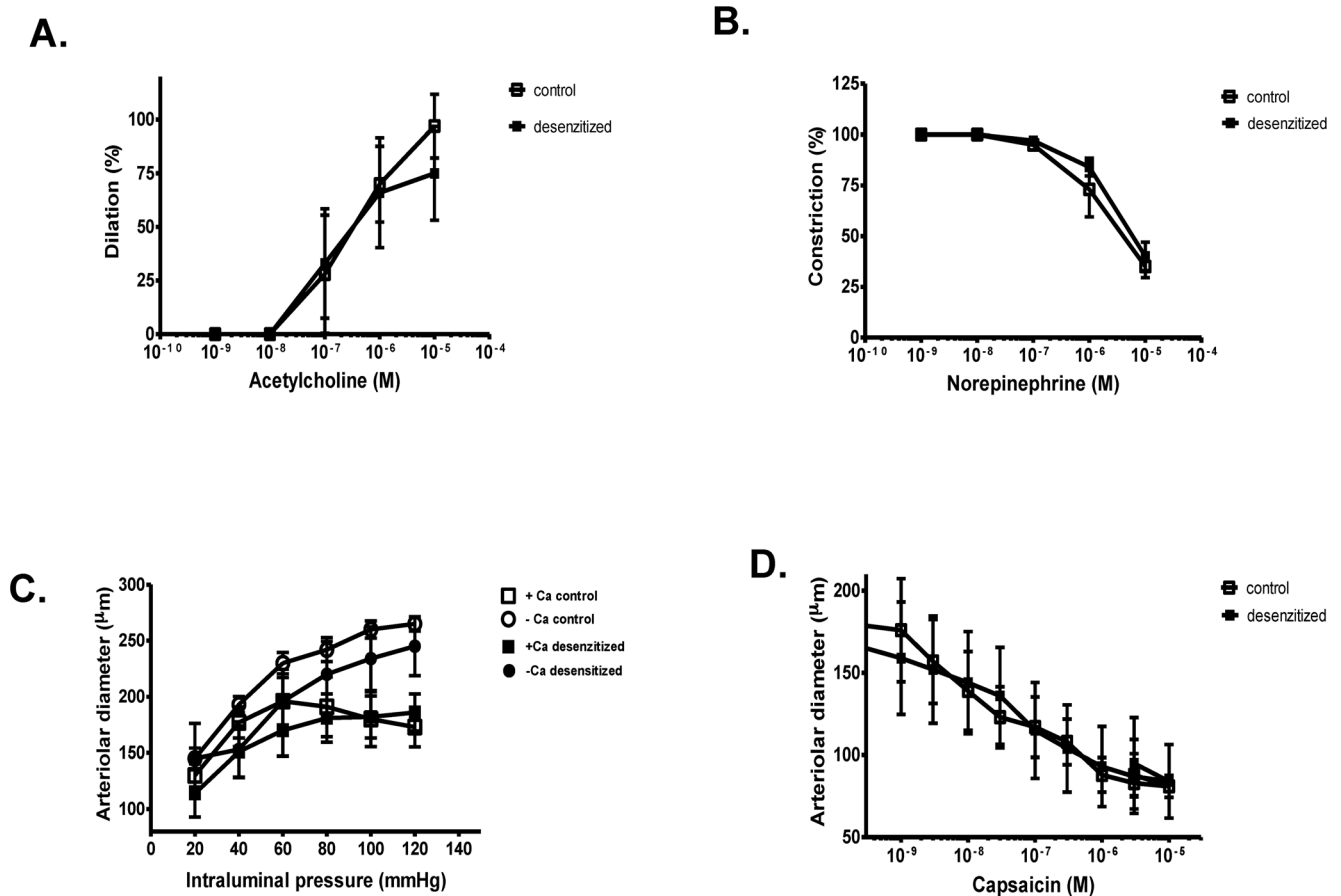 A.
Dilation (%)
100
75
50
25
0
10⁻¹⁰ 10⁻⁹ 10⁻⁸ 10⁻⁷ 10⁻⁶ 10⁻⁵ 10⁻⁴
Acetylcholine (M)
control
desenzitized
B.
Constriction (%)
125
100
75
50
25
0
10⁻¹⁰ 10⁻⁹ 10⁻⁸ 10⁻⁷ 10⁻⁶ 10⁻⁵ 10⁻⁴
Norepinephrine (M)
control
desenzitized
C.
Arteriolar diameter (µm)
300
250
200
150
100
0 20 40 60 80 100 120 140
Intraluminal pressure (mmHg)
+ Ca control
- Ca control
+Ca desenzitized
-Ca desensitized
D.
Arteriolar diameter (µm)
200
150
100
50
10⁻⁹ 10⁻⁸ 10⁻⁷ 10⁻⁶ 10⁻⁵
Capsaicin (M)
control
desenzitized